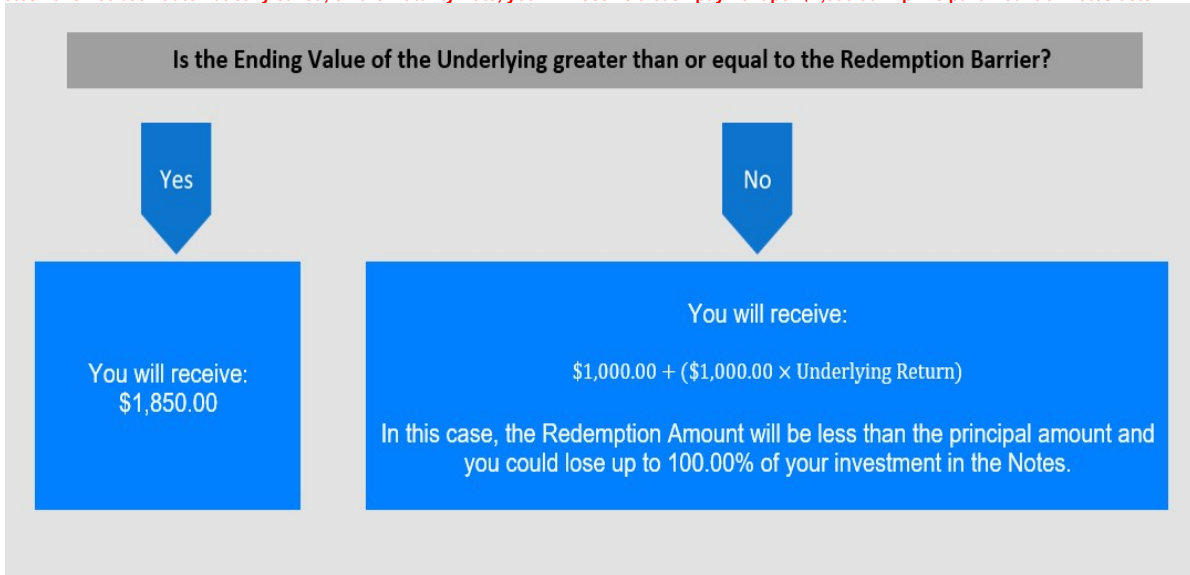 Is the Ending Value of the Underlying greater than or equal to the Redemption Barrier?
Yes
No
You will receive:
$1,850.00
You will receive:
$1,000.00 + ($1,000.00 × Underlying Return)
In this case, the Redemption Amount will be less than the principal amount and
you could lose up to 100.00% of your investment in the Notes.